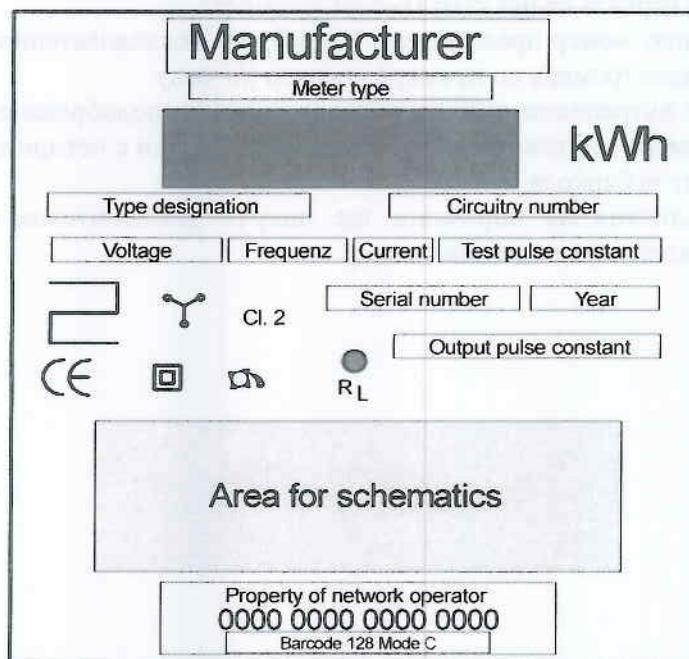 Manufacturer
Meter type
kWh
Type designation Circuitry number
Voltage Frequenz Current Test pulse constant
Serial number Year
Cl. 2
Output pulse constant
CE
RL
Area for schematics
Property of network operator
0000 0000 0000 0000
Barcode 128 Mode C